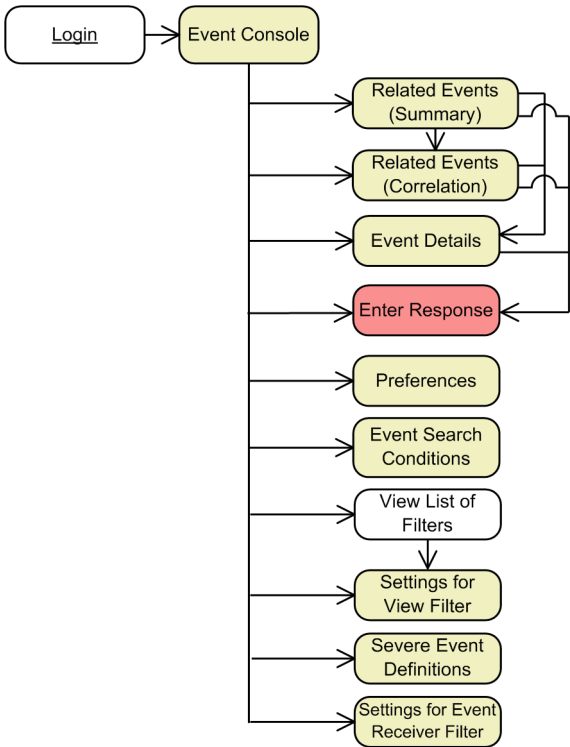 Login
Event Console
Related Events
(Summary)
Related Events
(Correlation)
Event Details
Enter Response
Preferences
Event Search
Conditions
View List of
Filters
Settings for
View Filter
Severe Event
Definitions
Settings for Event
Receiver Filter